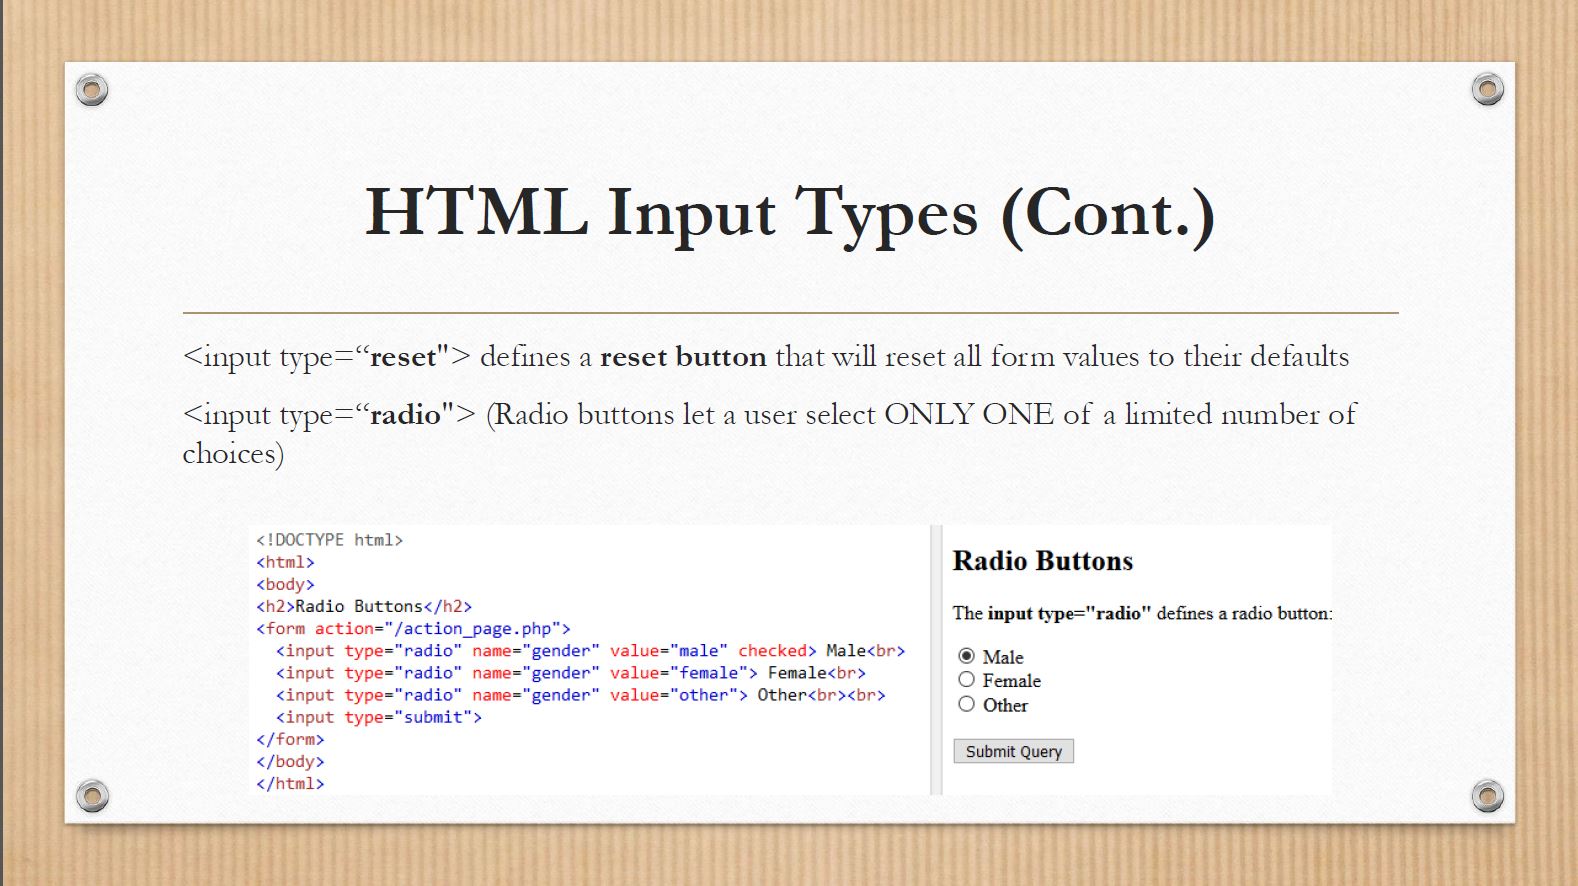 HTML Input Types (Cont.)
<input type=“reset"> defines a reset button that will reset all form values to their defaults
<input type=“radio"> (Radio buttons let a user select ONLY ONE of a limited number of
choices)
<!DOCTYPE html>
<html>
<body>
<h2>Radio Buttons</h2>
<form action="/action_page.php">
<input type="radio" name="gender" value="male" checked> Male<br>
<input type="radio" name="gender" value="female"> Female<br>
<input type="radio" name="gender" value="other"> Other<br><br>
<input type="submit">
</form>
</body>
</html>
Radio Buttons
The input type="radio" defines a radio button:
Male
Female
Other
Submit Query